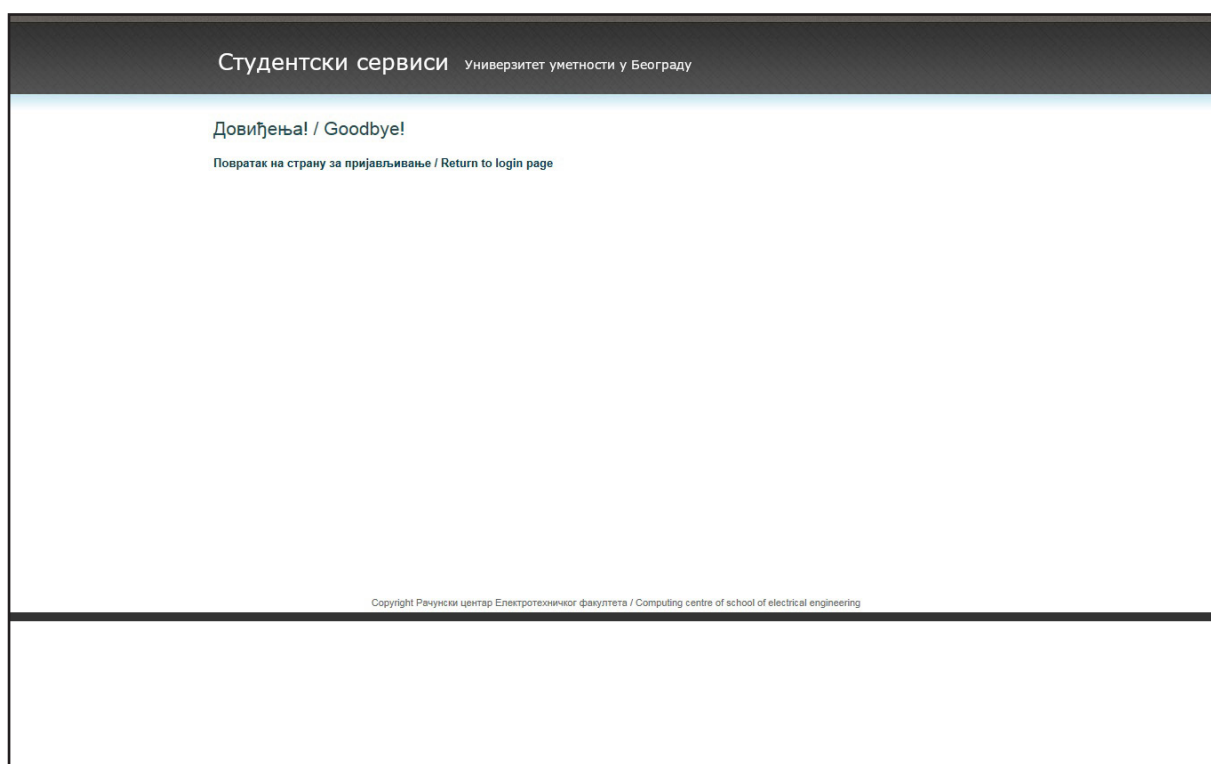 Студентски сервиси Универзитет уметности у Београду
Довиђења! / Goodbye!
Повратак на страну за пријављивање / Return to login page
Copyright Рачунски центар Електротехничког факултета / Computing centre of school of electrical engineering